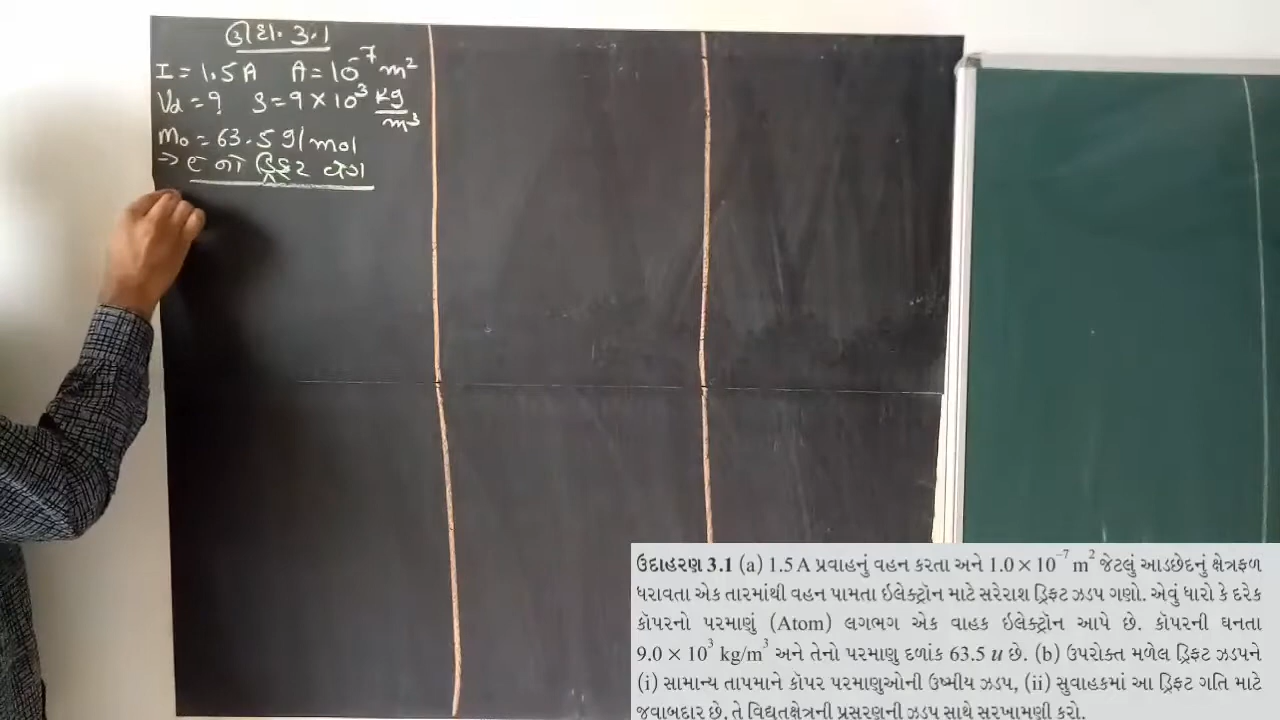 ઉદા. 3.1
I = 1.5 A A = 10⁻⁷ m²
Vd = ? ρ = 9 × 10³ kg/m³
M₀ = 63.5 g/mol
⇒ e નો ડ્રિફ્ટ વેગ
ઉદાહરણ 3.1 (a) 1.5 A પ્રવાહનું વહન કરતા અને 1.0 × 10⁻⁷ m² જેટલું આડછેદનું ક્ષેત્રફળ
ધરાવતા એક તારમાંથી વહન પામતા ઇલેક્ટ્રૉન માટે સરેરાશ ડ્રિફ્ટ ઝડપ ગણો. એવું ધારો કે દરેક
કૉપરનો પરમાણું (Atom) લગભગ એક વાહક ઇલેક્ટ્રૉન આપે છે. કૉપરની ઘનતા
9.0 × 10³ kg/m³ અને તેનો પરમાણુ દળાંક 63.5 u છે. (b) ઉપરોક્ત મળેલ ડ્રિફ્ટ ઝડપને
(i) સામાન્ય તાપમાને કૉપર પરમાણુઓની ઉષ્મીય ઝડપ, (ii) સુવાહકમાં આ ડ્રિફ્ટ ગતિ માટે
જવાબદાર છે, તે વિદ્યુતક્ષેત્રની પ્રસરણની ઝડપ સાથે સરખામણી કરો.